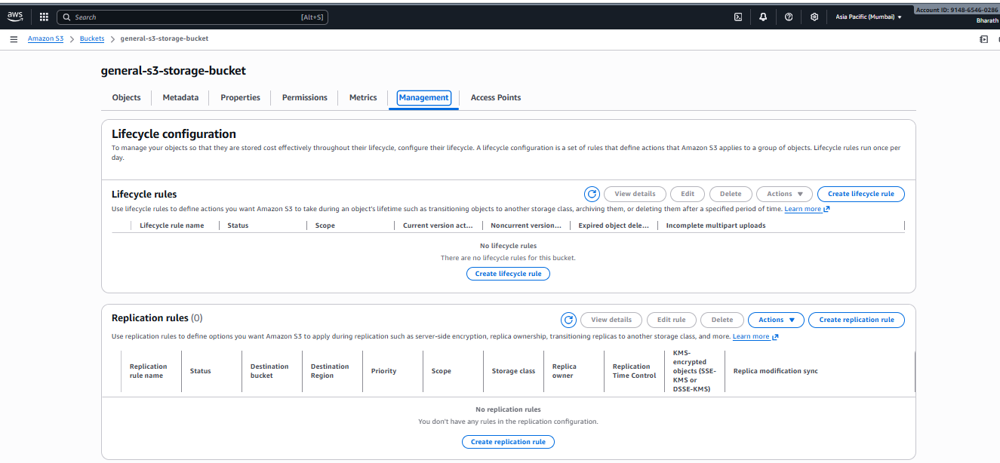 aws
Search [Alt+S]
Asia Pacific (Mumbai)
Account ID: 9148-6546-0286
Bharath
Amazon S3 > Buckets > general-s3-storage-bucket
general-s3-storage-bucket
Objects Metadata Properties Permissions Metrics Management Access Points
Lifecycle configuration
To manage your objects so that they are stored cost effectively throughout their lifecycle, configure their lifecycle. A lifecycle configuration is a set of rules that define actions that Amazon S3 applies to a group of objects. Lifecycle rules run once per
day.
Lifecycle rules
View details Edit Delete Actions Create lifecycle rule
Use lifecycle rules to define actions you want Amazon S3 to take during an object's lifetime such as transitioning objects to another storage class, archiving them, or deleting them after a specified period of time. Learn more
Lifecycle rule name Status Scope Current version act... Noncurrent version... Expired object dele... Incomplete multipart uploads
No lifecycle rules
There are no lifecycle rules for this bucket.
Create lifecycle rule
Replication rules (0)
View details Edit rule Delete Actions Create replication rule
Use replication rules to define options you want Amazon S3 to apply during replication such as server-side encryption, replica ownership, transitioning replicas to another storage class, and more. Learn more
Replication
rule name
Status
Destination
bucket
Destination
Region
Priority
Scope
Storage class
Replica
owner
Replication
Time Control
KMS-
encrypted
objects (SSE-
KMS or
DSSE-KMS)
Replica modification sync
No replication rules
You don't have any rules in the replication configuration.
Create replication rule